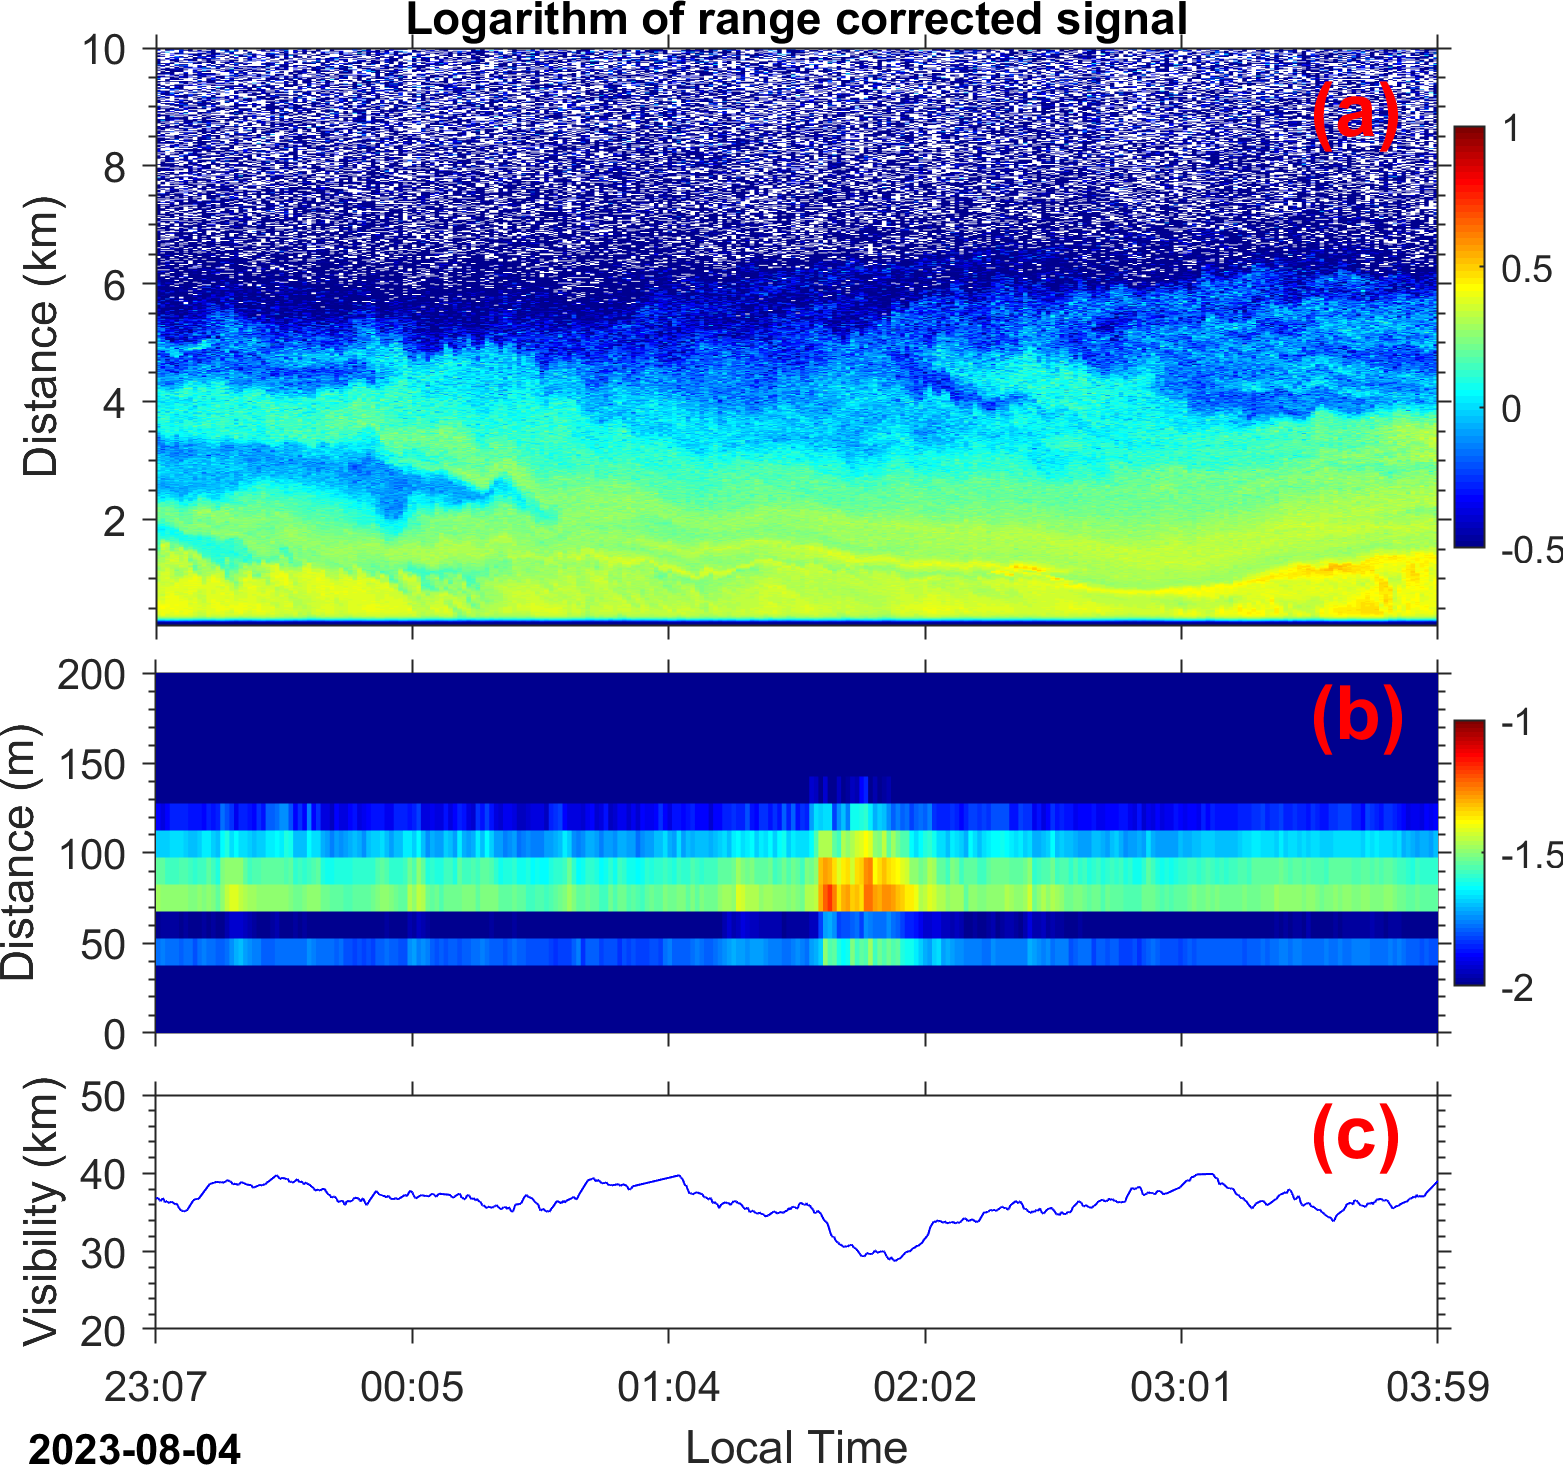 Logarithm of range corrected signal
10
8
6
4
2
Distance (km)
(a)
1
0.5
0
-0.5
200
150
100
50
0
Distance (m)
(b)
-1
-1.5
-2
50
40
30
20
Visibility (km)
(c)
23:07 00:05 01:04 02:02 03:01 03:59
2023-08-04 Local Time